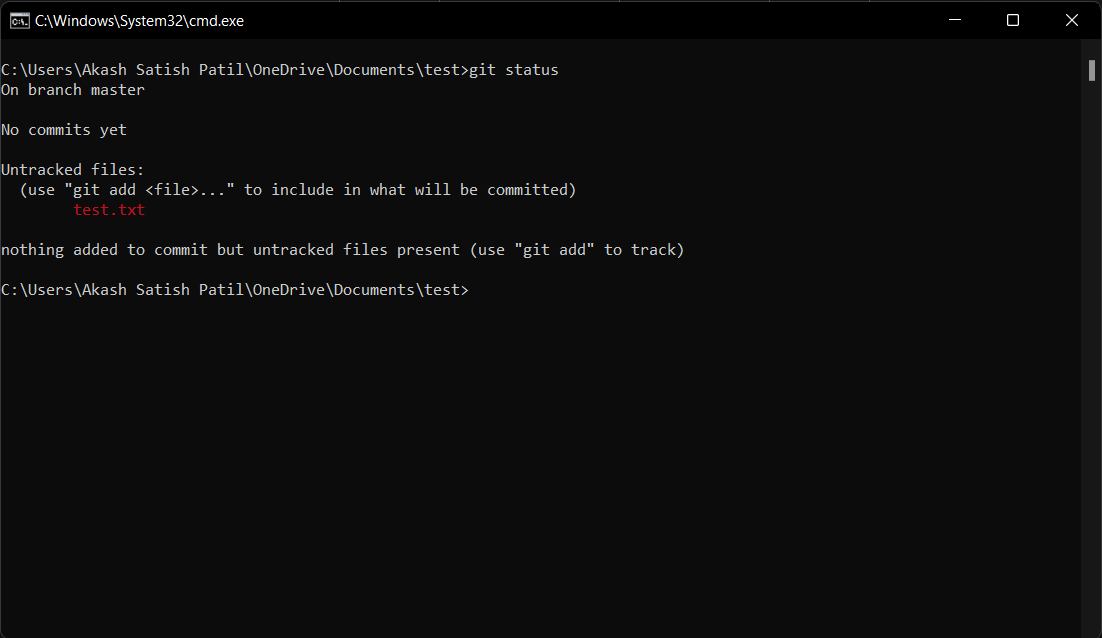 C:\Windows\System32\cmd.exe
C:\Users\Akash Satish Patil\OneDrive\Documents\test>git status
On branch master
No commits yet
Untracked files:
  (use "git add <file>..." to include in what will be committed)
        test.txt
nothing added to commit but untracked files present (use "git add" to track)
C:\Users\Akash Satish Patil\OneDrive\Documents\test>